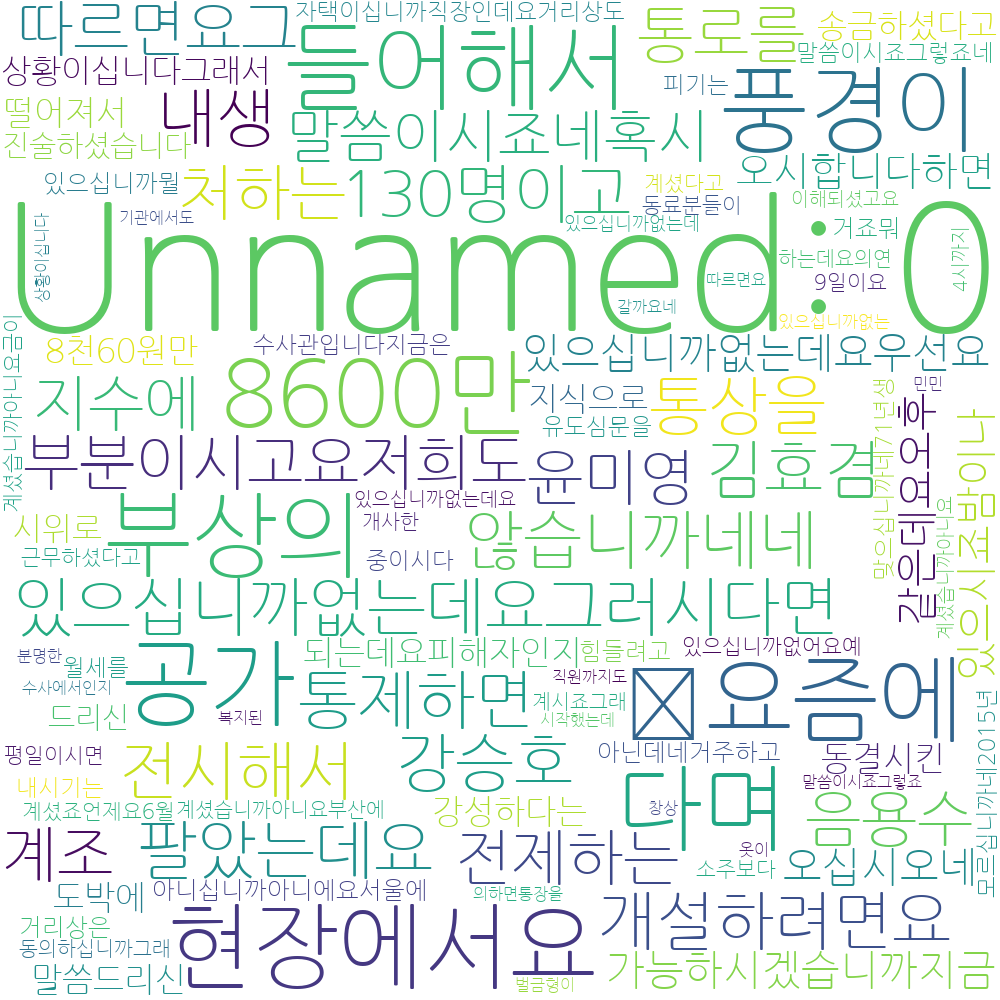 자택이십니까직장인데요거리상도
따르면요그
들어해서
통로를
송금하셨다고
말씀이시죠그렇죠네
상황이십니다그래서
내생
피기는
풍경이
떨어져서
말씀이시죠네혹시
진술하셨습니다
오시합니다하면
있으십니까뭘
처하는
130명이고
계셨다고
동료분들이
이해되셨고요
기관에서도
있으십니까없는데
거죠뭐
상황이십니다
Unnamed: 0
하는데요의연
4시까지
따르면요
9일이요
갈까요네
있으십니까없는
8천60원만
수사관입니다지금은
있으십니까없는데요우선요
계셨습니까아니요금이
지수에
8600만
지식으로
통상을
민민
유도심문을
맞으십니까네71년생
부분이시고요저희도
윤미영
김효겸
같은데요오후
있으시죠밤이나
있으십니까없는데요
부상의
개사한
않습니까네네
시위로
계셨습니까아니요
근무하셨다고
중이시다
있으십니까없는데요그러시다면
되는데요피해자인지
힘들려고
있으십니까없어요예
분명한
월세를
공가
통제하면
직원까지도
요즘에
수사에서인지
계시죠그래
드리신
복지된
시작했는데
모르십니까네2015년
평일이시면
전시해서
강승호
아닌데네거주하고
동결시킨
내시기는
다면
말씀이시죠그렇죠
계셨죠언제요6월
계셨습니까아니요부산에
강성하다는
창상
음용수
계조
팔았는데요
전제하는
옷이
소주보다
오십시오네
도박에
아니십니까아니에요서울에
의하면통장을
거리상은
현장에서요
개설하려면요
동의하십니까그래
말씀드리신
벌금형이
가능하시겠습니까지금